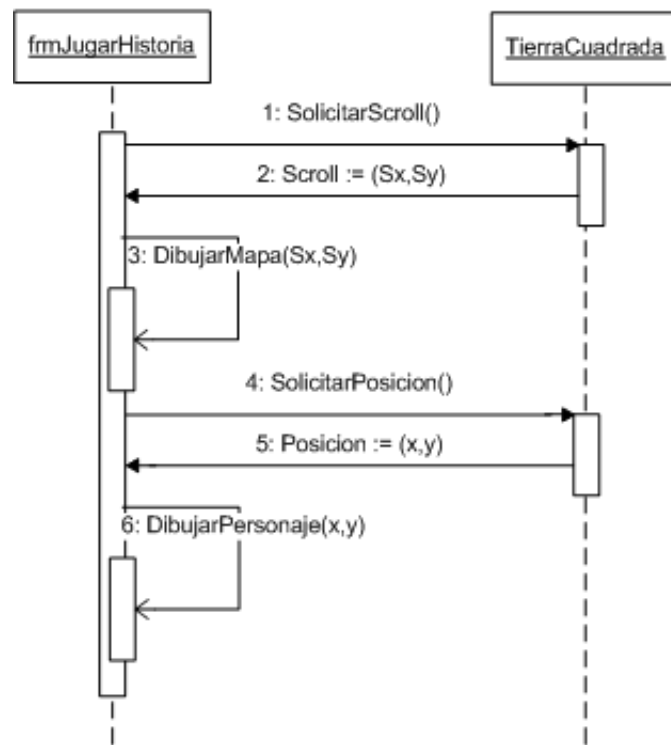 frmJugarHistoria
TierraCuadrada
1: SolicitarScroll()
2: Scroll := (Sx,Sy)
3: DibujarMapa(Sx,Sy)
4: SolicitarPosicion()
5: Posicion := (x,y)
6: DibujarPersonaje(x,y)